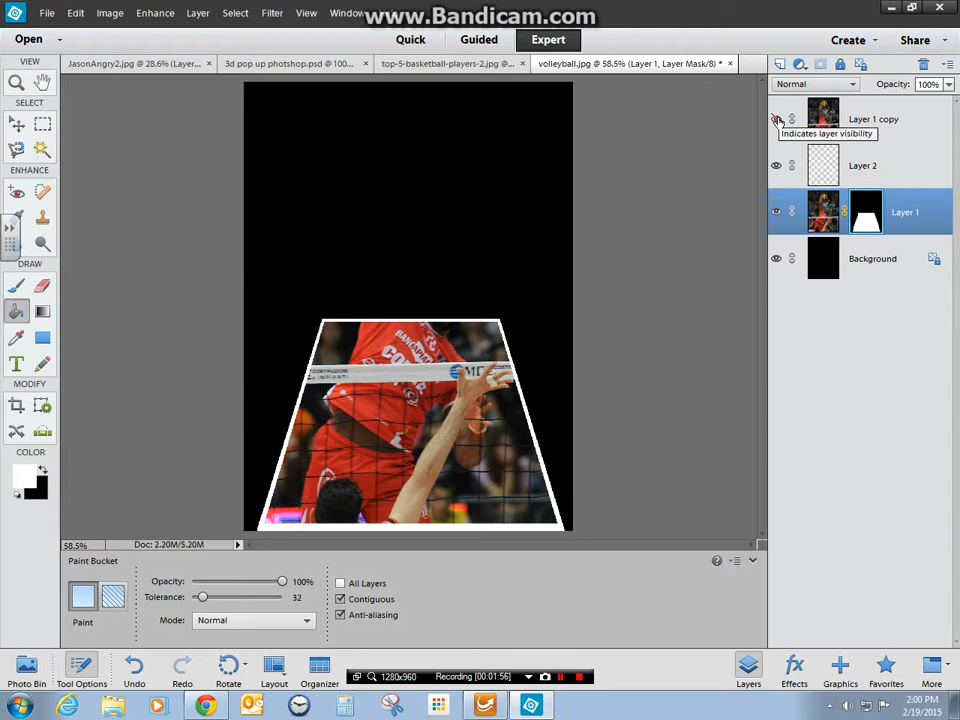 www.Bandicam.com
File Edit Image Enhance Layer Select Filter View Window
Open Quick Guided Expert Create Share
VIEW
JasonAngry2.jpg @ 28.6% (Layer... × 3d pop up photshop.psd @ 100%... × top-5-basketball-players-2.jpg @... × volleyball.jpg @ 58.5% (Layer 1, Layer Mask/8) * ×
Normal Opacity: 100%
SELECT
Layer 1 copy
Indicates layer visibility
ENHANCE
Layer 2
Layer 1
DRAW
Background
MODIFY
COLOR
58.5% Doc: 2.20M/5.20M
Paint Bucket
Opacity: 100% All Layers
Tolerance: 32 Contiguous
Paint Mode: Normal Anti-aliasing
Photo Bin Tool Options Undo Redo Rotate Layout Organizer
1280x960 Recording [00:01:56]
Layers Effects Graphics Favorites More
2:00 PM
2/19/2015